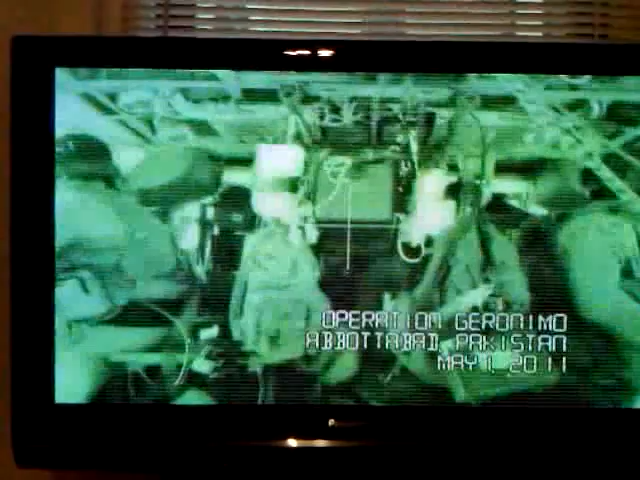 OPERATION GERONIMO
ABBOTTABAD, PAKISTAN
MAY 1, 2011